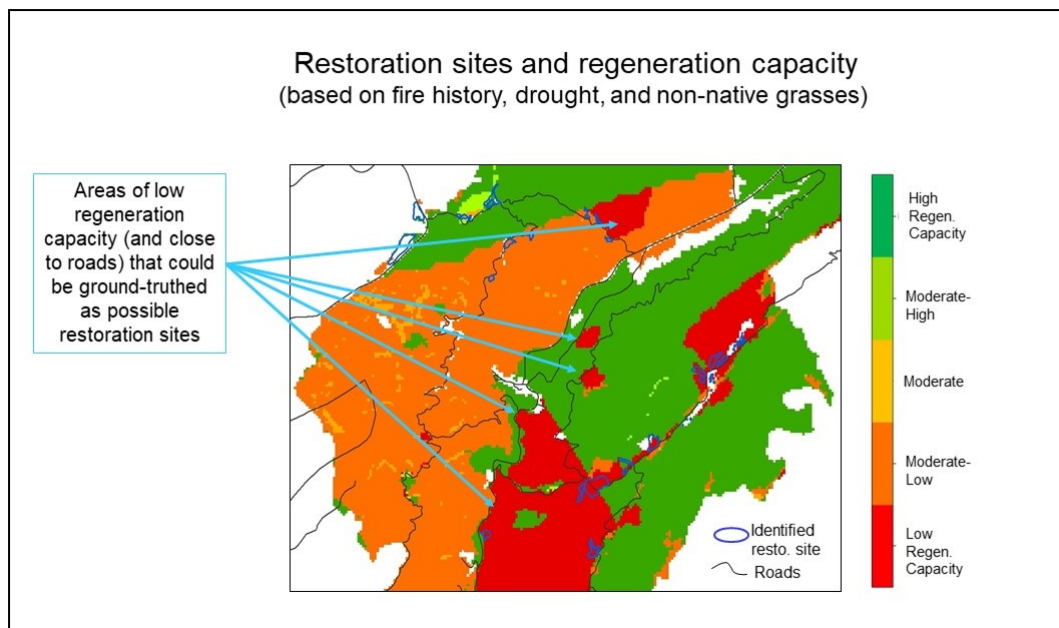 Restoration sites and regeneration capacity
(based on fire history, drought, and non-native grasses)
Areas of low
regeneration
capacity (and close
to roads) that could
be ground-truthed
as possible
restoration sites
High
Regen.
Capacity
Moderate-
High
Moderate
Moderate-
Low
Low
Regen.
Capacity
Identified
resto. site
Roads